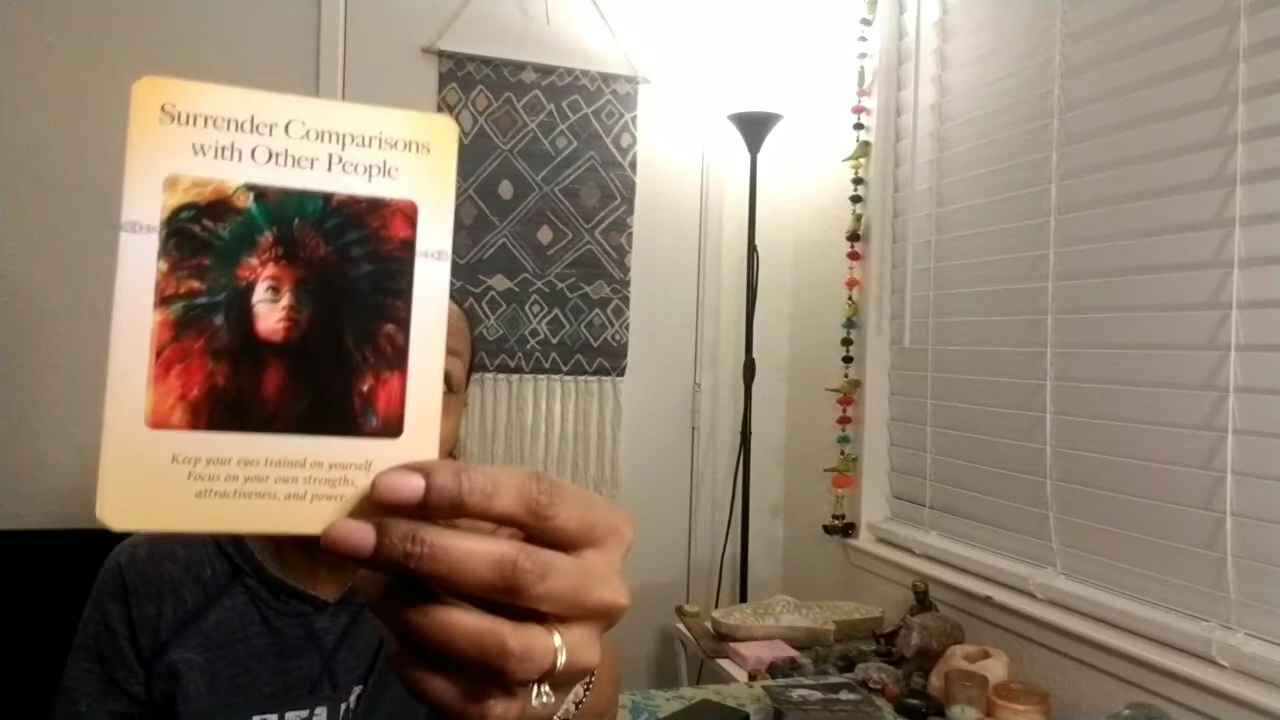 Surrender Comparisons
with Other People
Keep your eyes trained on yourself.
Focus on your own strengths,
attractiveness, and power.